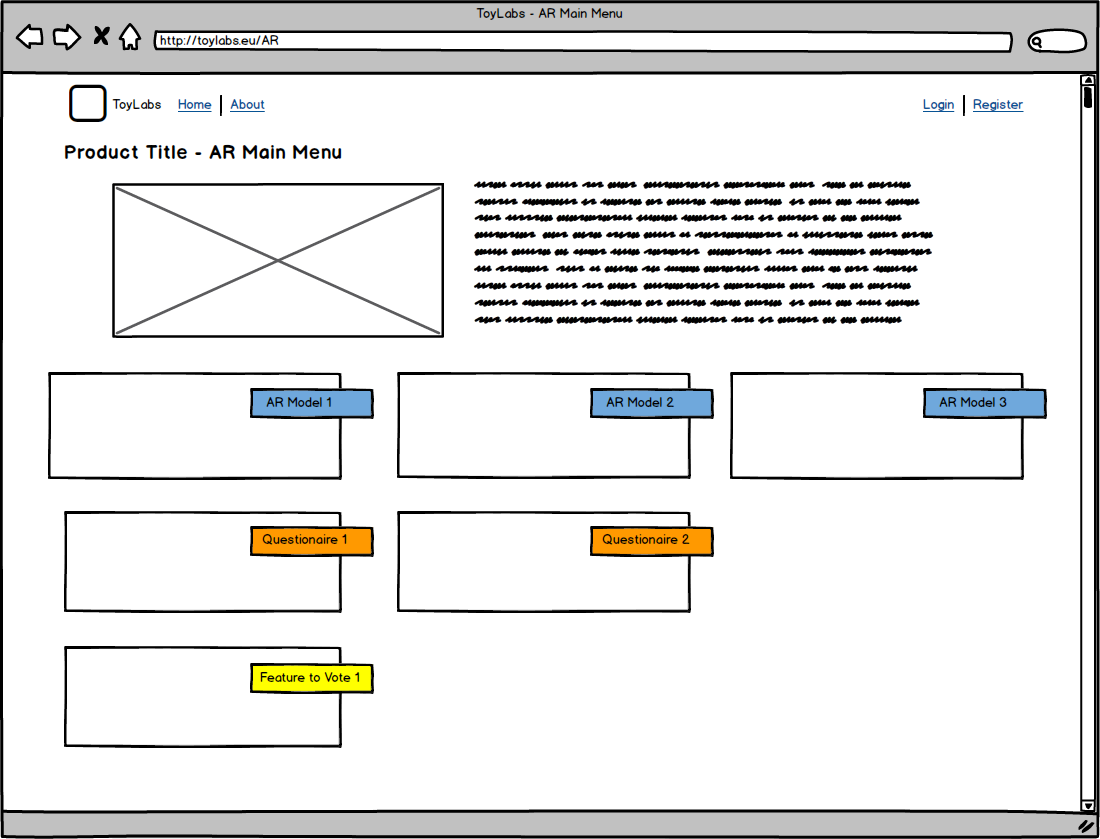 ToyLabs - AR Main Menu
http://toylabs.eu/AR
ToyLabs Home About Login Register
Product Title - AR Main Menu
AR Model 1 AR Model 2 AR Model 3
Questionaire 1 Questionaire 2
Feature to Vote 1